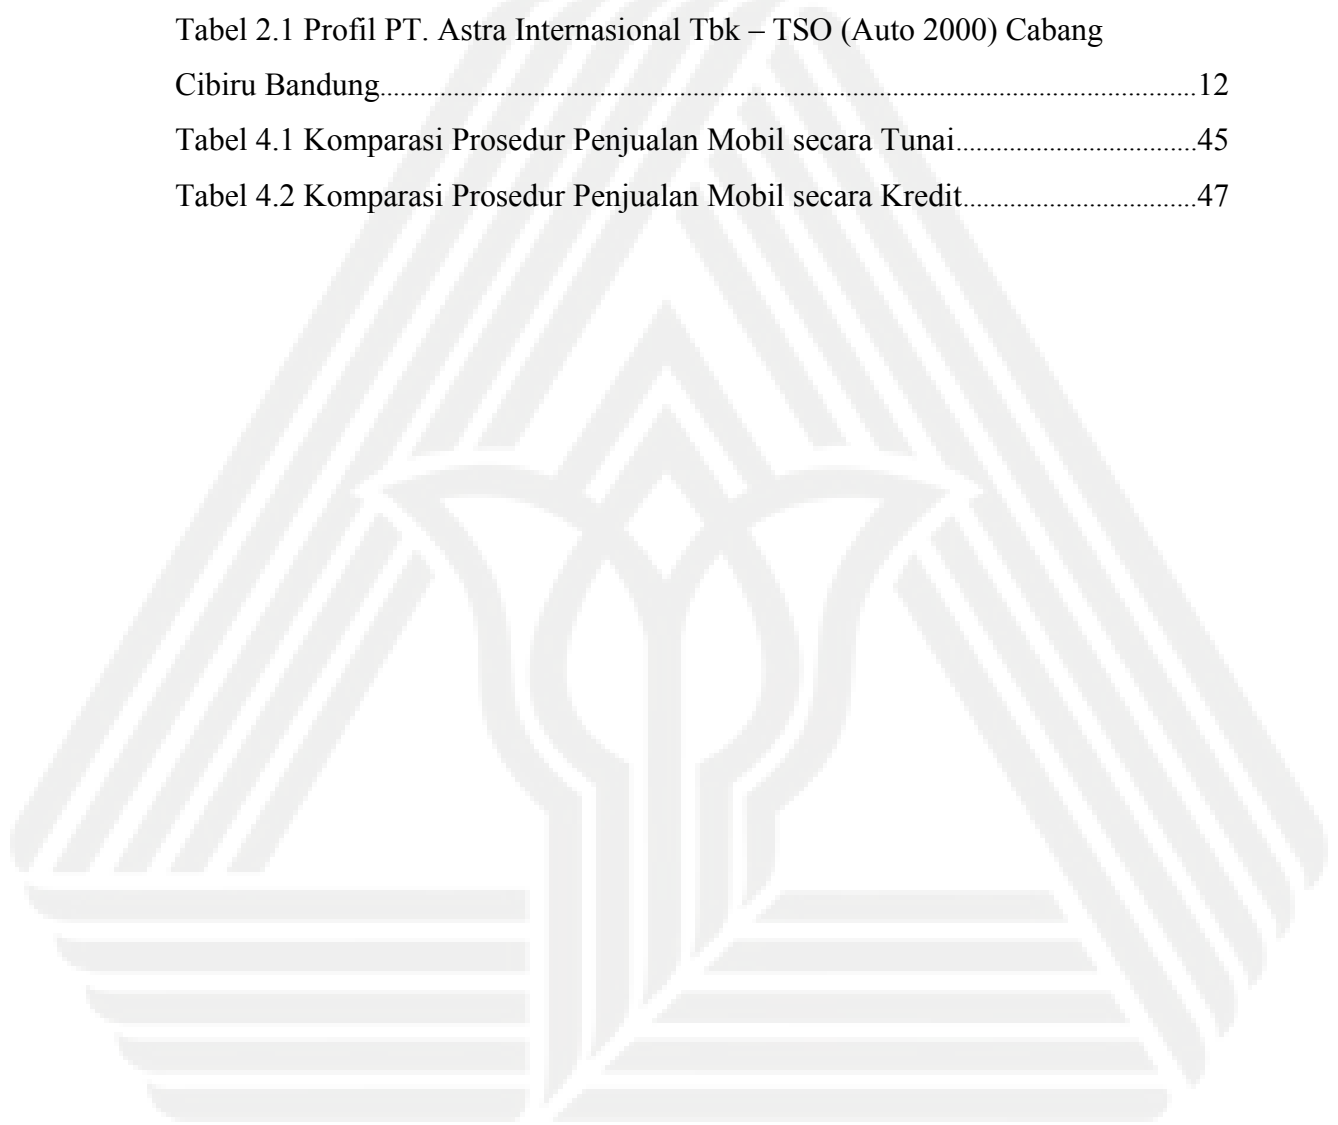 Tabel 2.1 Profil PT. Astra Internasional Tbk – TSO (Auto 2000) Cabang
Cibiru Bandung............................................................................................................................12
Tabel 4.1 Komparasi Prosedur Penjualan Mobil secara Tunai....................................45
Tabel 4.2 Komparasi Prosedur Penjualan Mobil secara Kredit...................................47